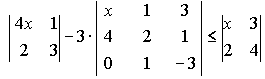 |4x 1| − 3· |x 1 3| ≤ |x 3|
|2 3| |4 2 1| |2 4|
|0 1 −3|